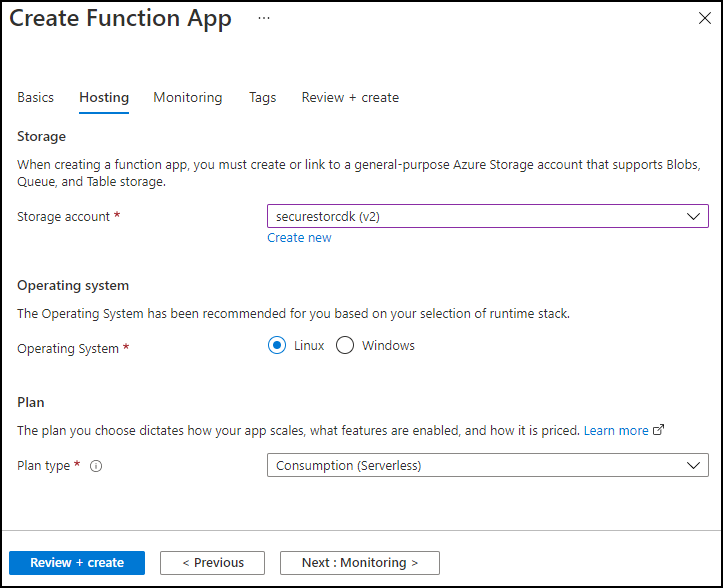 Create Function App ...
Basics Hosting Monitoring Tags Review + create
Storage
When creating a function app, you must create or link to a general-purpose Azure Storage account that supports Blobs,
Queue, and Table storage.
Storage account * securestorcdk (v2)
Create new
Operating system
The Operating System has been recommended for you based on your selection of runtime stack.
Operating System * Linux Windows
Plan
The plan you choose dictates how your app scales, what features are enabled, and how it is priced. Learn more
Plan type * Consumption (Serverless)
Review + create < Previous Next : Monitoring >